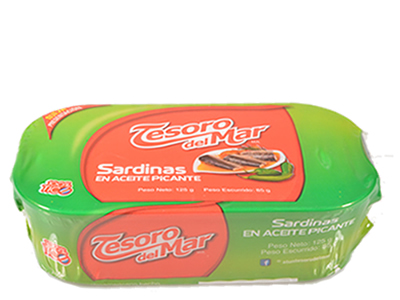 Tesoro
del Mar
Sardinas
EN ACEITE PICANTE
Peso Neto: 125 g Peso Escurrido: 85 g
Tesoro
del Mar
Sardinas
EN ACEITE PICANTE
Peso Neto: 125 g
Peso